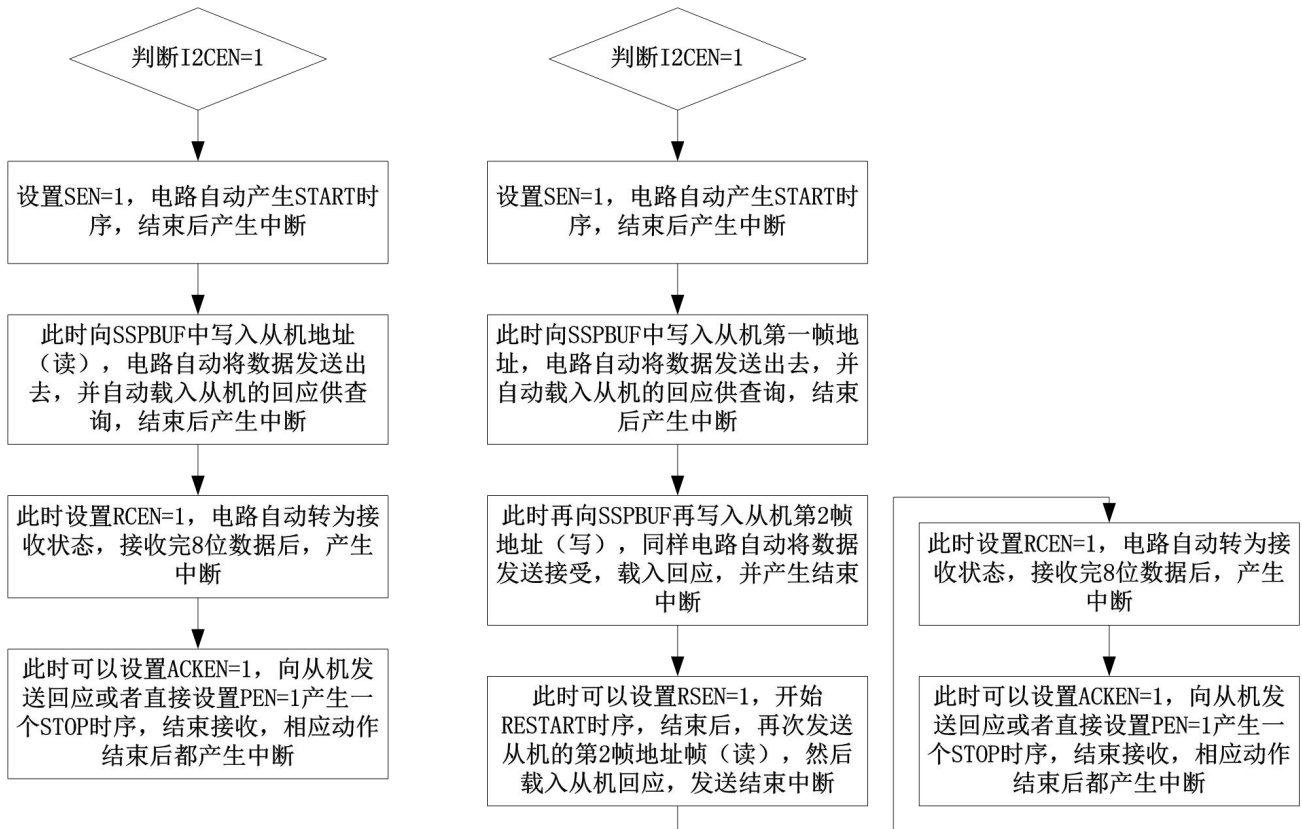 判断I2CEN=1
设置SEN=1，电路自动产生START时
序，结束后产生中断
此时向SSPBUF中写入从机地址
（读），电路自动将数据发送出
去，并自动载入从机的回应供查
询，结束后产生中断
此时设置RCEN=1，电路自动转为接
收状态，接收完8位数据后，产生
中断
此时可以设置ACKEN=1，向从机发
送回应或者直接设置PEN=1产生一
个STOP时序，结束接收，相应动作
结束后都产生中断
判断I2CEN=1
设置SEN=1，电路自动产生START时
序，结束后产生中断
此时向SSPBUF中写入从机第一帧地
址，电路自动将数据发送出去，并
自动载入从机的回应供查询，结束
后产生中断
此时再向SSPBUF再写入从机第2帧
地址（写），同样电路自动将数据
发送接受，载入回应，并产生结束
中断
此时可以设置RSEN=1，开始
RESTART时序，结束后，再次发送
从机的第2帧地址帧（读），然后
载入从机回应，发送结束中断
此时设置RCEN=1，电路自动转为接
收状态，接收完8位数据后，产生
中断
此时可以设置ACKEN=1，向从机发
送回应或者直接设置PEN=1产生一
个STOP时序，结束接收，相应动作
结束后都产生中断